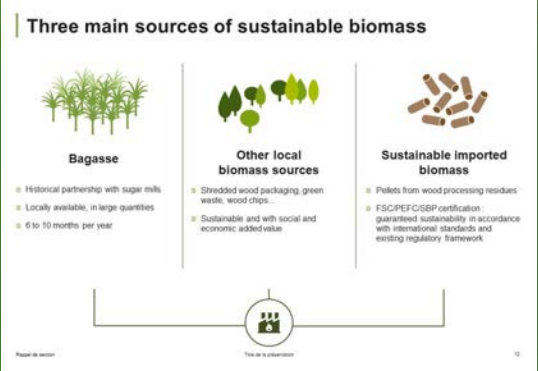 Three main sources of sustainable biomass
Bagasse
Historical partnership with sugar mills
Locally available, in large quantities
6 to 10 months per year
Other local
biomass sources
Shredded wood packaging, green
waste, wood chips...
Sustainable and with social and
economic added value
Sustainable imported
biomass
Pellets from wood processing residues
FSC/PEFC/SBP certification :
guaranteed sustainability in accordance
with international standards and
existing regulatory framework
Rappel de section
Titre de la présentation
12